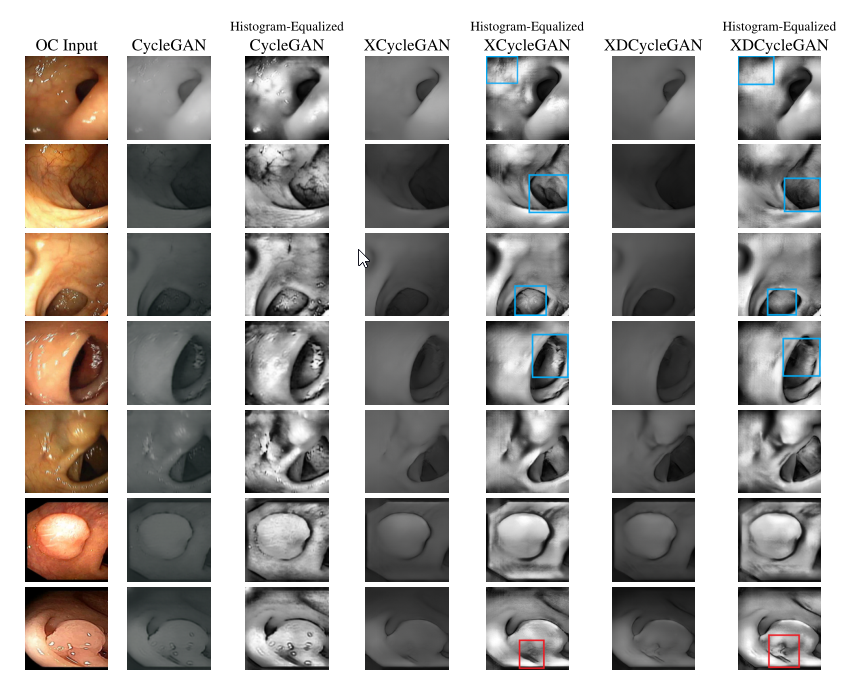 Histogram-Equalized Histogram-Equalized Histogram-Equalized
OC Input CycleGAN CycleGAN XCycleGAN XCycleGAN XDCycleGAN XDCycleGAN